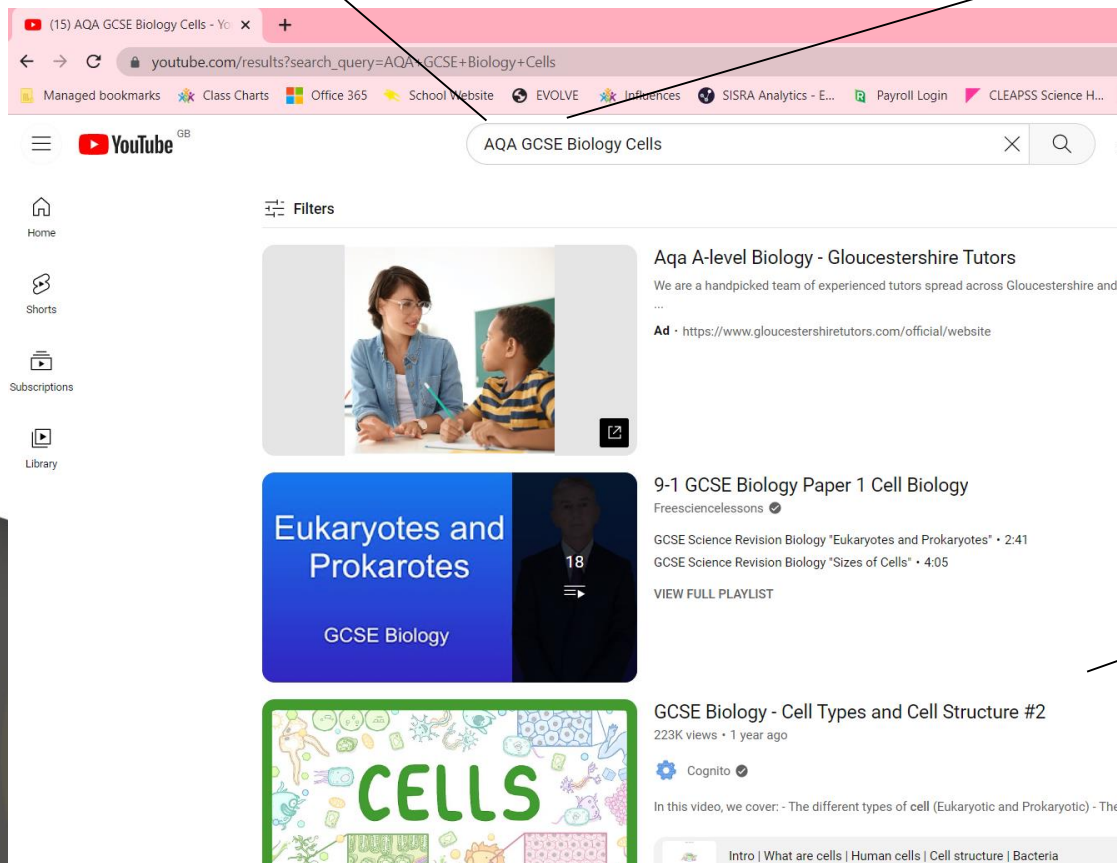 (15) AQA GCSE Biology Cells - Yo
youtube.com/results?search_query=AQA+GCSE+Biology+Cells
Managed bookmarks Class Charts Office 365 School Website EVOLVE Influences SISRA Analytics - E... Payroll Login CLEAPSS Science H...
YouTube GB
AQA GCSE Biology Cells
Home
Shorts
Subscriptions
Library
Filters
Aqa A-level Biology - Gloucestershire Tutors
We are a handpicked team of experienced tutors spread across Gloucestershire and
...
Ad · https://www.gloucestershiretutors.com/official/website
Eukaryotes and
Prokarotes
GCSE Biology
18
9-1 GCSE Biology Paper 1 Cell Biology
Freesciencelessons
GCSE Science Revision Biology "Eukaryotes and Prokaryotes" • 2:41
GCSE Science Revision Biology "Sizes of Cells" • 4:05
VIEW FULL PLAYLIST
CELLS
GCSE Biology - Cell Types and Cell Structure #2
223K views • 1 year ago
Cognito
In this video, we cover: - The different types of cell (Eukaryotic and Prokaryotic) - The
Intro | What are cells | Human cells | Cell structure | Bacteria